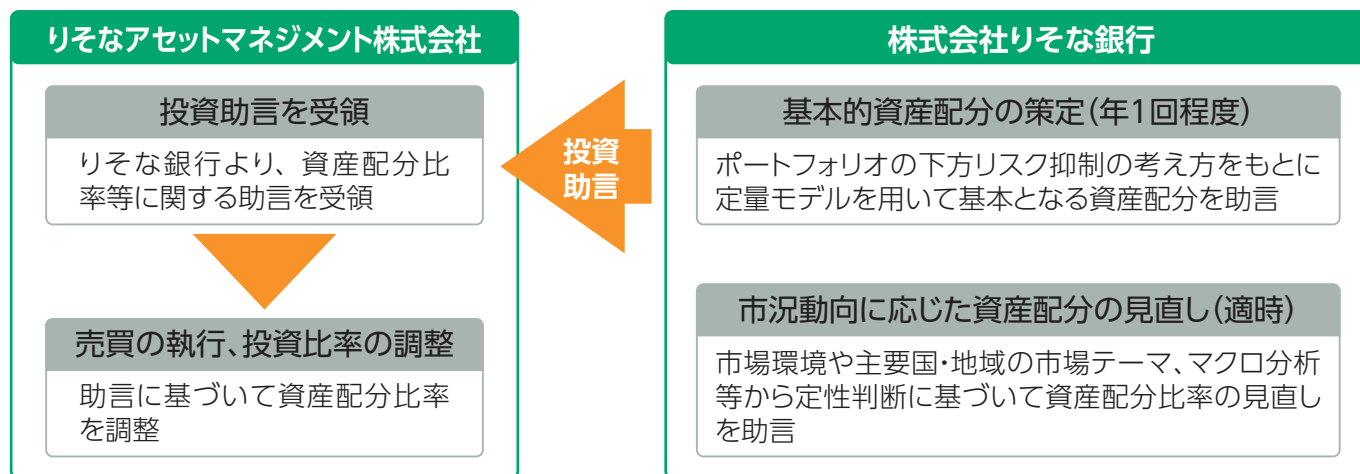 りそなアセットマネジメント株式会社
投資助言を受領
りそな銀行より、資産配分比
率等に関する助言を受領
売買の執行、投資比率の調整
助言に基づいて資産配分比率
を調整
投資
助言
株式会社りそな銀行
基本的資産配分の策定(年1回程度)
ポートフォリオの下方リスク抑制の考え方をもとに
定量モデルを用いて基本となる資産配分を助言
市況動向に応じた資産配分の見直し(適時)
市場環境や主要国・地域の市場テーマ、マクロ分析
等から定性判断に基づいて資産配分比率の見直し
を助言